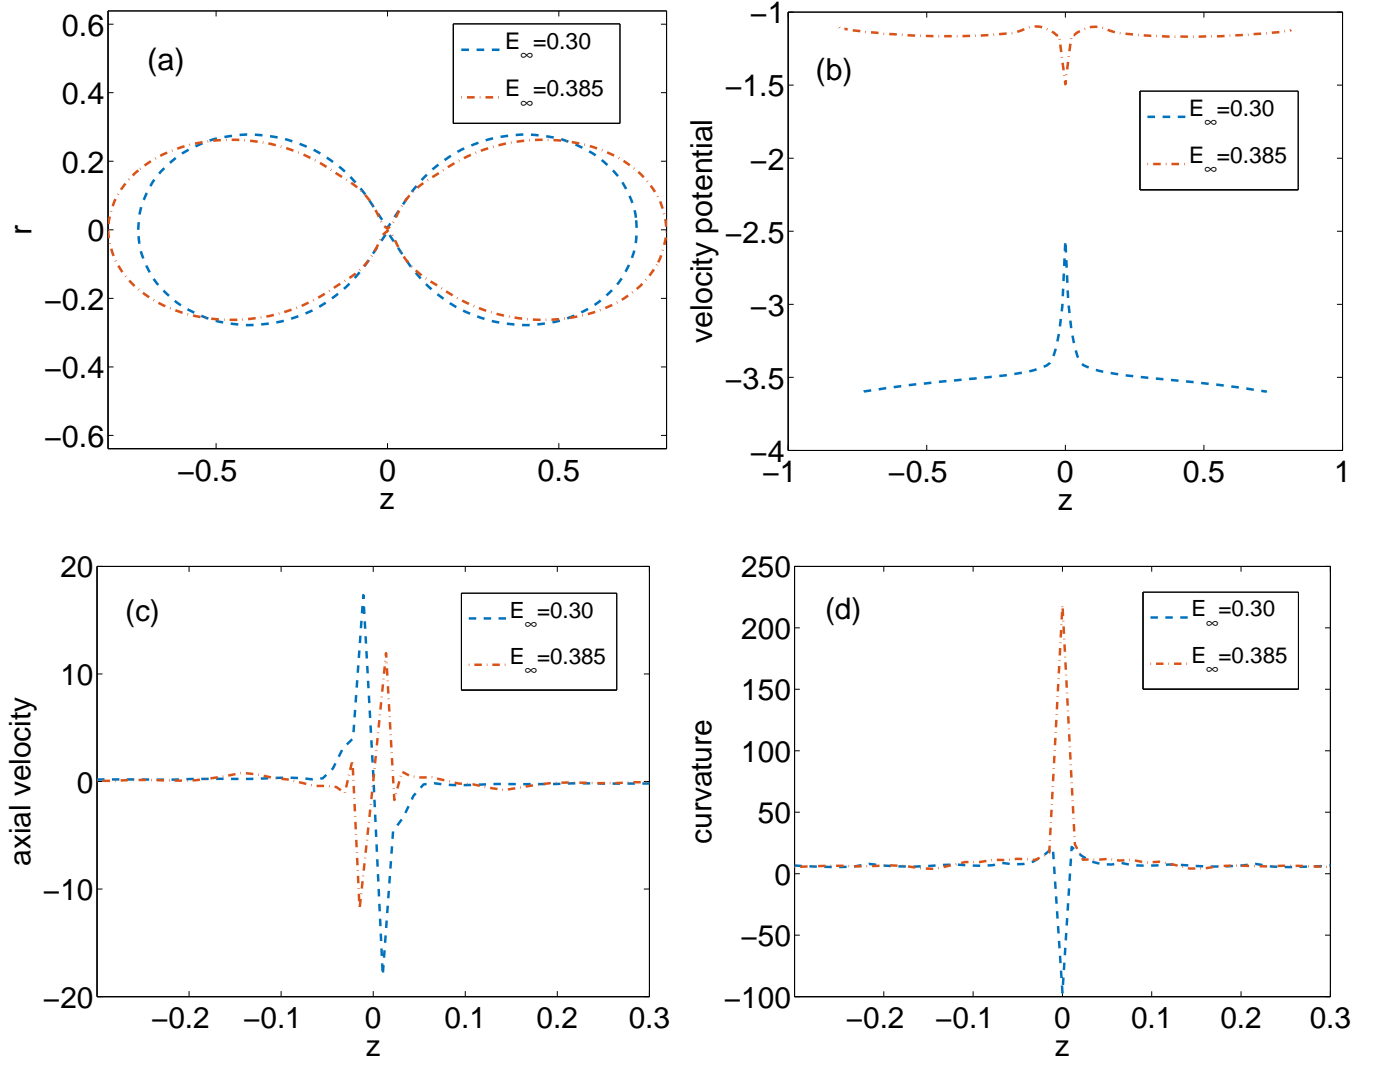 (a)
E∞=0.30
E∞=0.385
0.6
0.4
0.2
0
−0.2
−0.4
−0.6
r
−0.5
0
0.5
z
(b)
E∞=0.30
E∞=0.385
−1
−1.5
−2
−2.5
−3
−3.5
−4
velocity potential
−1
−0.5
0
0.5
1
z
(c)
E∞=0.30
E∞=0.385
20
10
0
−10
−20
axial velocity
−0.2
−0.1
0
0.1
0.2
0.3
z
(d)
E∞=0.30
E∞=0.385
250
200
150
100
50
0
−50
−100
curvature
−0.2
−0.1
0
0.1
0.2
0.3
z